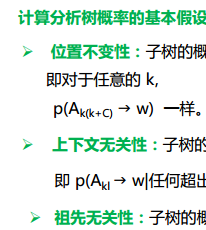 计算分析树概率的基本假设
➢ 位置不变性：子树的概
即对于任意的 k,
p(Ak(k+C) → w) 一样。
➢ 上下文无关性：子树的
即 p(Akl → w|任何超出
➢ 祖先无关性：子树的概